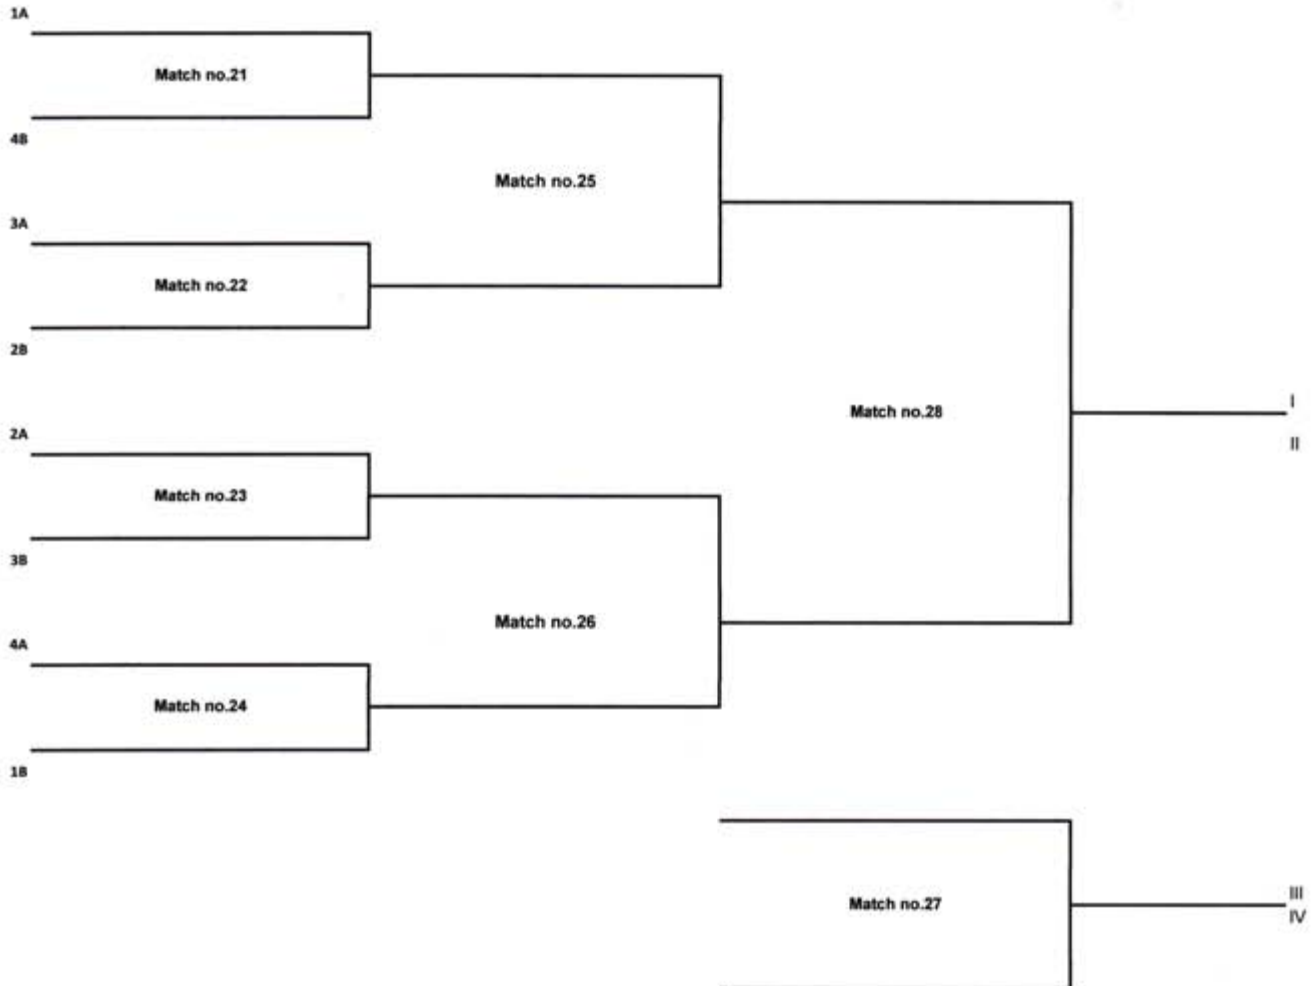 1A
Match no.21
4B
Match no.25
3A
Match no.22
2B
Match no.28
I
II
2A
Match no.23
3B
Match no.26
4A
Match no.24
1B
Match no.27
III
IV